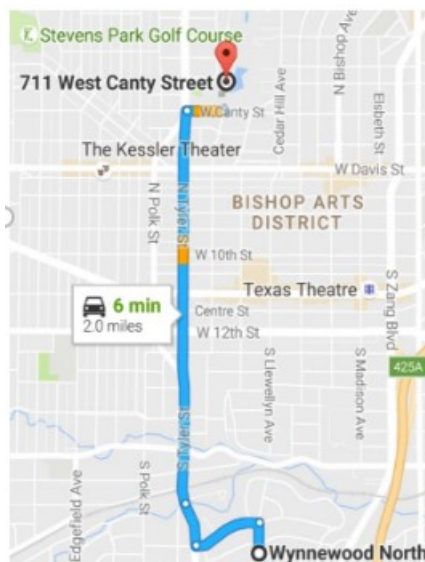 Stevens Park Golf Course
711 West Canty Street
W Canty St
Cedar Hill Ave
N Bishop Ave
Elsbeth St
The Kessler Theater
W Davis St
N Polk St
N Tyler St
BISHOP ARTS
DISTRICT
W 10th St
Texas Theatre
6 min
2.0 miles
Centre St
W 12th St
S Zang Blvd
425A
S Llewellyn Ave
S Madison Ave
S Tyler St
S Polk St
Edgefield Ave
Wynnewood North